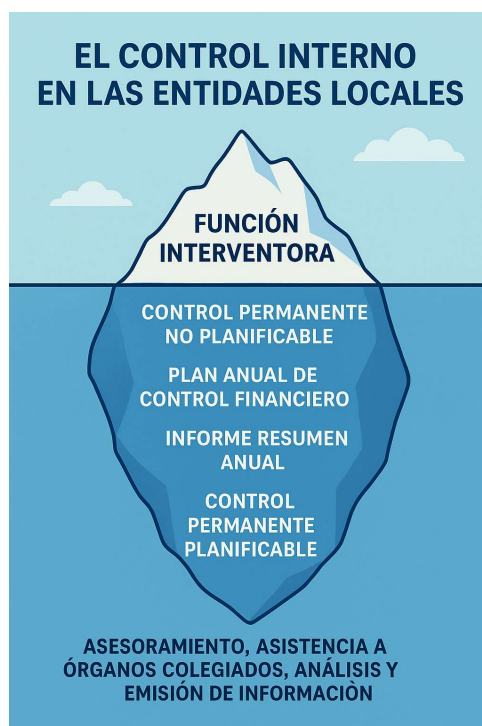 EL CONTROL INTERNO
EN LAS ENTIDADES LOCALES
FUNCIÓN
INTERVENTORA
CONTROL PERMANENTE
NO PLANIFICABLE
PLAN ANUAL DE
CONTROL FINANCIERO
INFORME RESUMEN
ANUAL
CONTROL
PERMANENTE
PLANIFICABLE
ASESORAMIENTO, ASISTENCIA A
ÓRGANOS COLEGIADOS, ANÁLISIS Y
EMISIÓN DE INFORMACIÒN